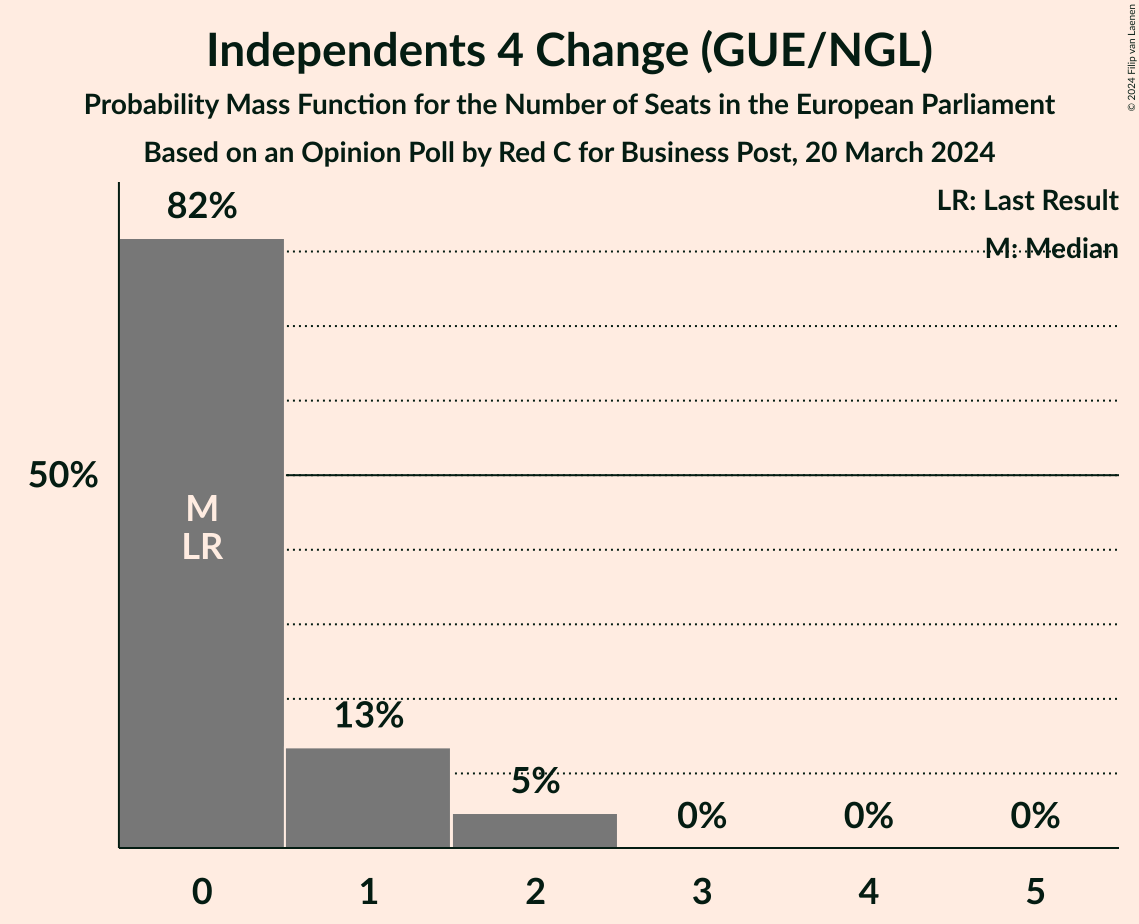 Independents 4 Change (GUE/NGL)
Probability Mass Function for the Number of Seats in the European Parliament
Based on an Opinion Poll by Red C for Business Post, 20 March 2024
© 2024 Filip van Laenen
LR: Last Result
M: Median
82%
50%
M
LR
13%
5%
0%
0%
0%
0
1
2
3
4
5